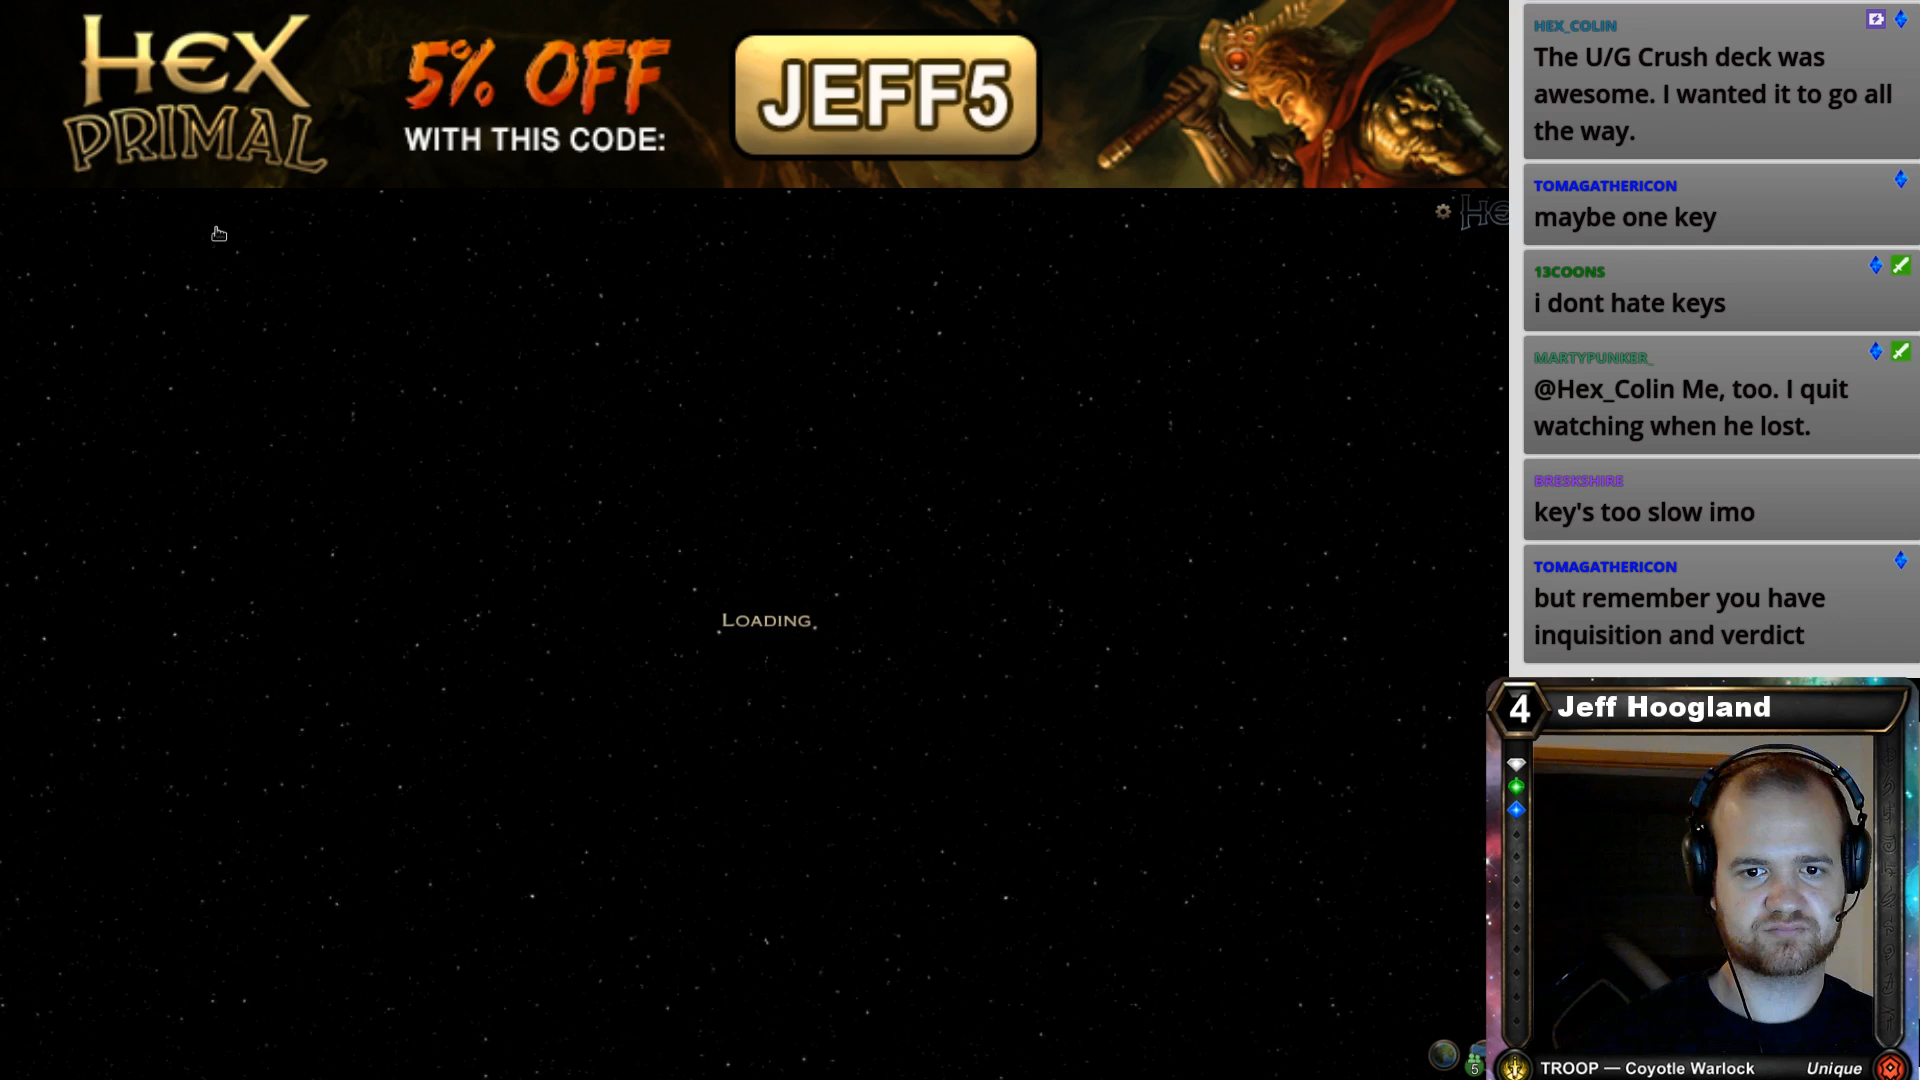 HEX
PRIMAL
5% OFF
WITH THIS CODE:
JEFF5
HE
LOADING.
HEX_COLIN
The U/G Crush deck was
awesome. I wanted it to go all
the way.
TOMAGATHERICON
maybe one key
13COONS
i dont hate keys
MARTYPUNKER_
@Hex_Colin Me, too. I quit
watching when he lost.
BRESKSHIRE
key's too slow imo
TOMAGATHERICON
but remember you have
inquisition and verdict
4 Jeff Hoogland
5
TROOP — Coyotle Warlock Unique